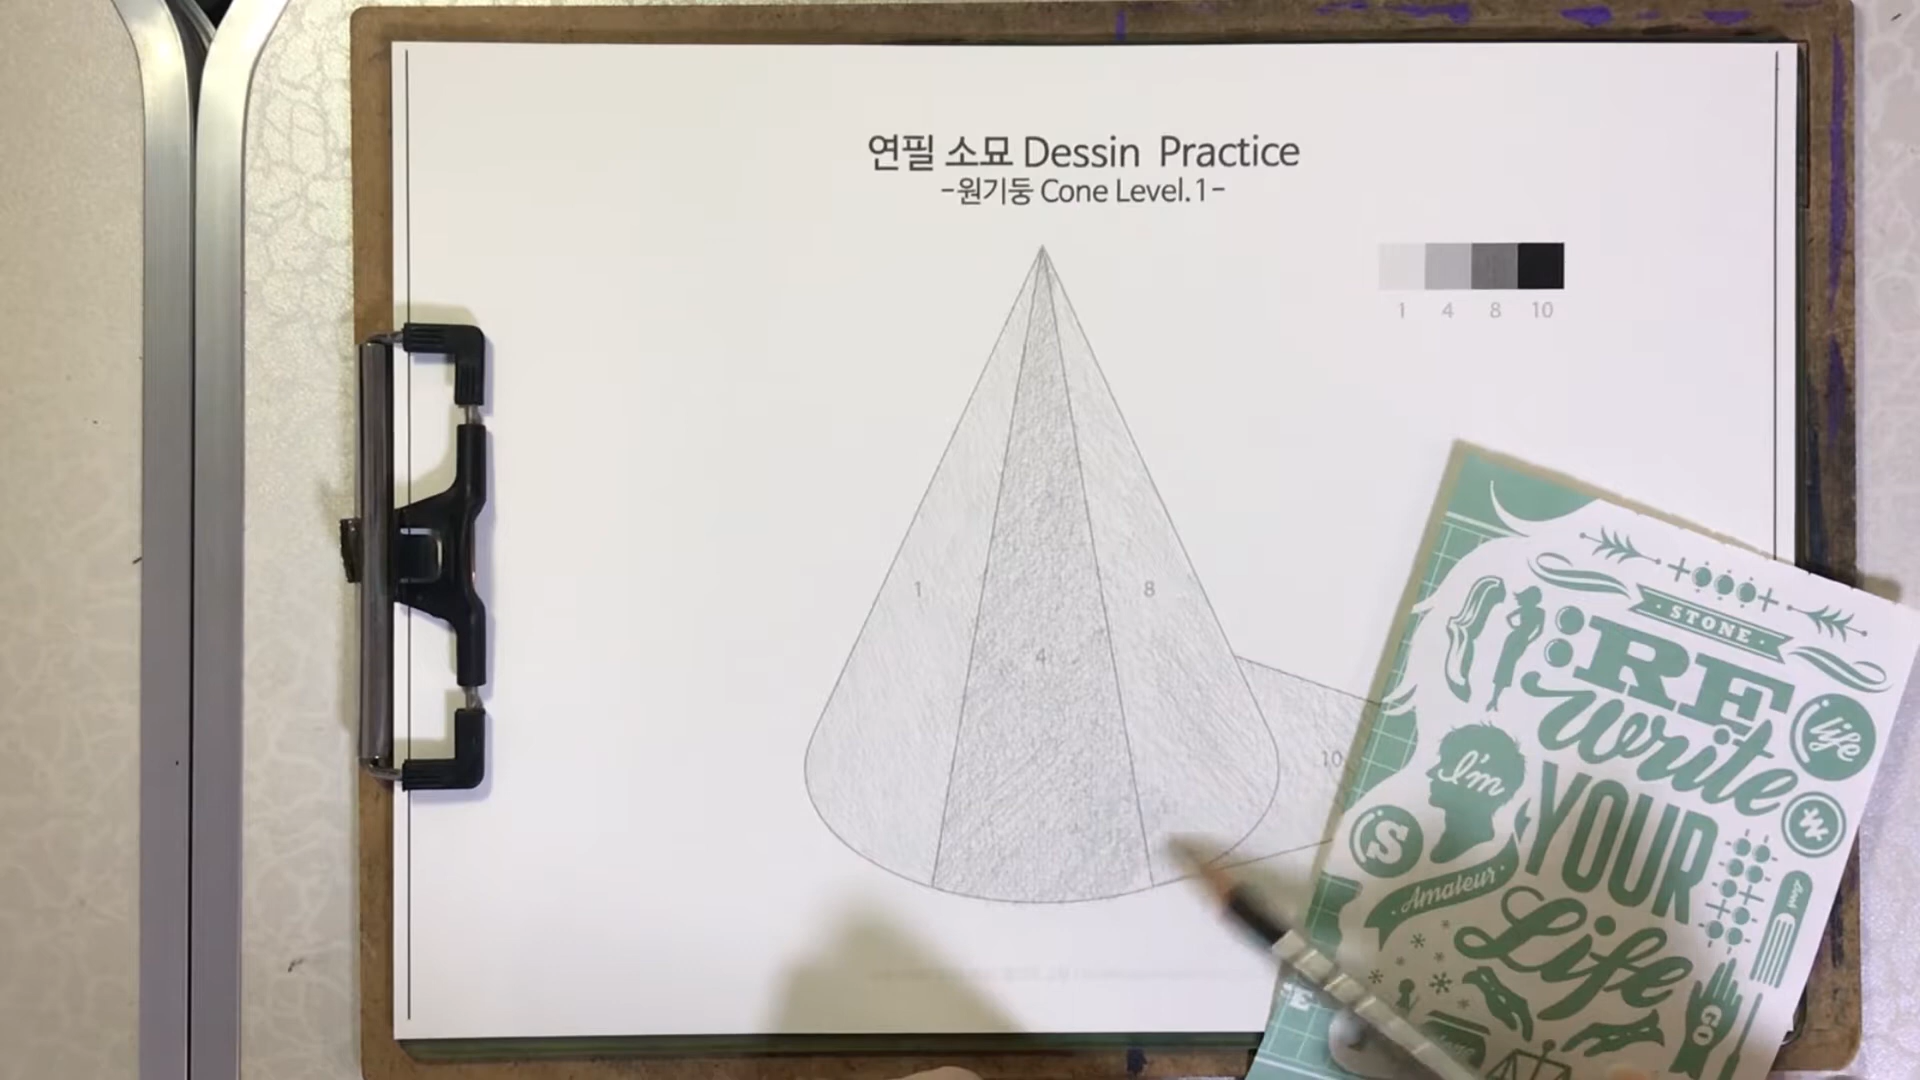 연필 소묘 Dessin Practice
-원기둥 Cone Level.1-
1 4 8 10
1
8
4
10
STONE
RE
write
life
I'm
YOUR
S
Amateur
Life
GO